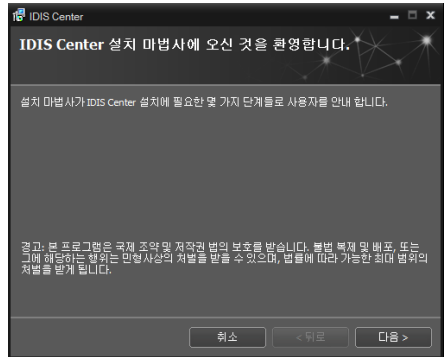 IDIS Center
IDIS Center 설치 마법사에 오신 것을 환영합니다.
설치 마법사가 IDIS Center 설치에 필요한 몇 가지 단계들로 사용자를 안내 합니다.
경고: 본 프로그램은 국제 조약 및 저작권 법의 보호를 받습니다. 불법 복제 및 배포, 또는
그에 해당하는 행위는 민형사상의 처벌을 받을 수 있으며, 법률에 따라 가능한 최대 범위의
처벌을 받게 됩니다.
취소 < 뒤로 다음 >